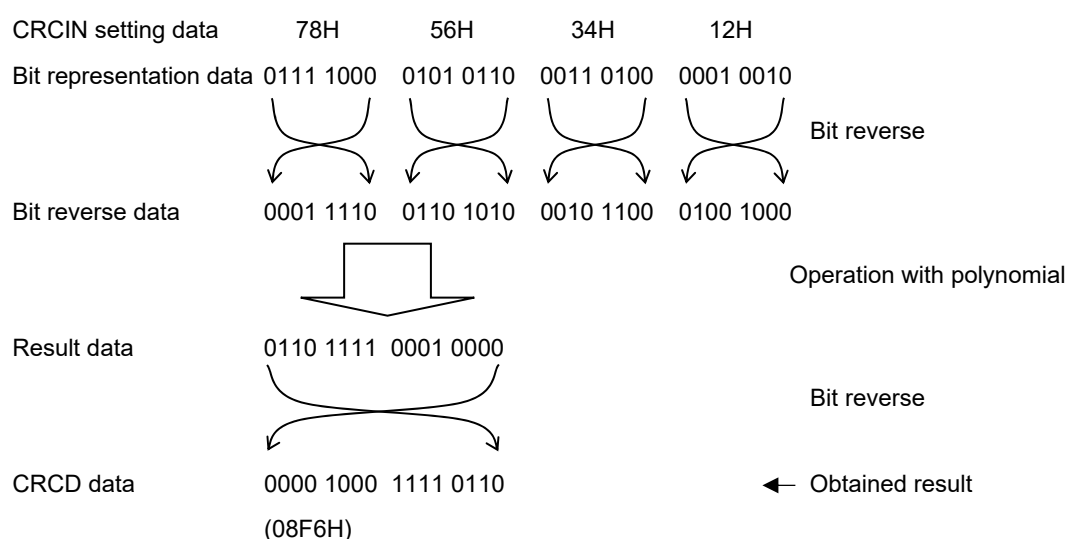 CRCIN setting data 78H 56H 34H 12H
Bit representation data 0111 1000 0101 0110 0011 0100 0001 0010
Bit reverse
Bit reverse data 0001 1110 0110 1010 0010 1100 0100 1000
Operation with polynomial
Result data 0110 1111 0001 0000
Bit reverse
CRCD data 0000 1000 1111 0110 Obtained result
(08F6H)